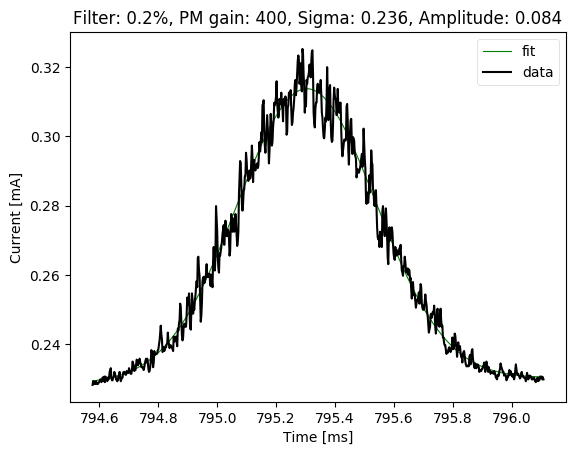 Filter: 0.2%, PM gain: 400, Sigma: 0.236, Amplitude: 0.084
fit
data
0.32
0.30
0.28
0.26
0.24
Current [mA]
794.6 794.8 795.0 795.2 795.4 795.6 795.8 796.0
Time [ms]